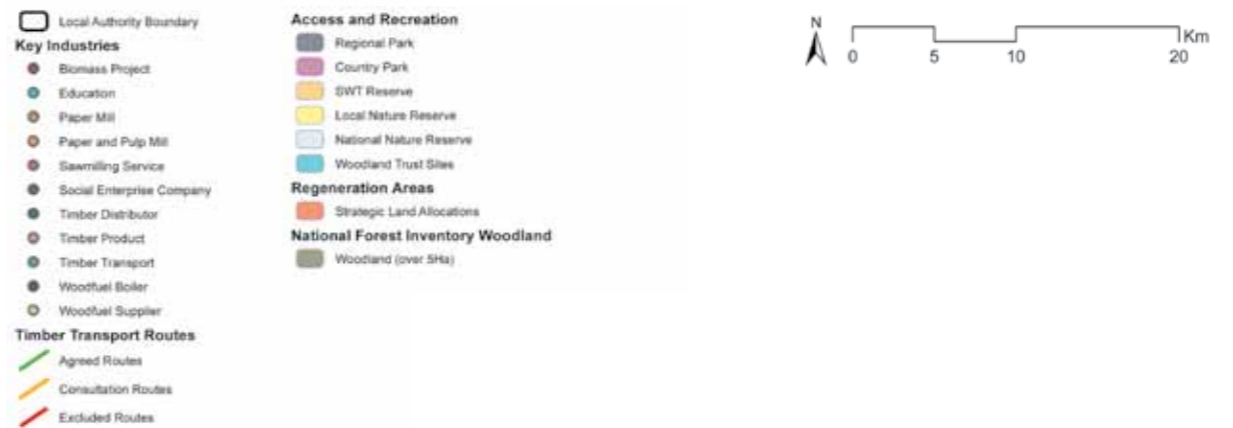 Local Authority Boundary
Key Industries
Biomass Project
Education
Paper Mill
Paper and Pulp Mill
Sawmilling Service
Social Enterprise Company
Timber Distributor
Timber Product
Timber Transport
Woodfuel Boiler
Woodfuel Supplier
Timber Transport Routes
Agreed Routes
Consultation Routes
Excluded Routes
Access and Recreation
Regional Park
Country Park
SWT Reserve
Local Nature Reserve
National Nature Reserve
Woodland Trust Sites
Regeneration Areas
Strategic Land Allocations
National Forest Inventory Woodland
Woodland (over 5Ha)
N
Km
0 5 10 20